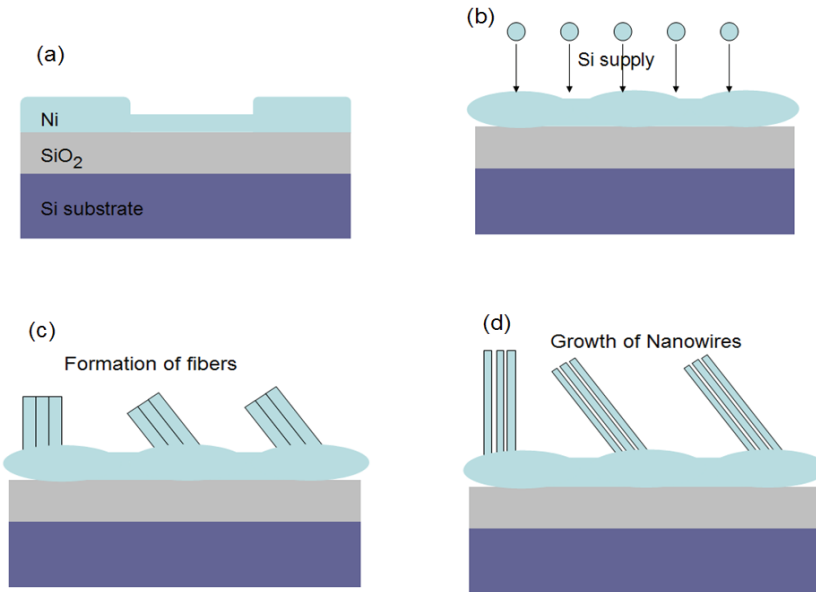 (a)
Ni
SiO2
Si substrate
(b)
Si supply
(c)
Formation of fibers
(d)
Growth of Nanowires